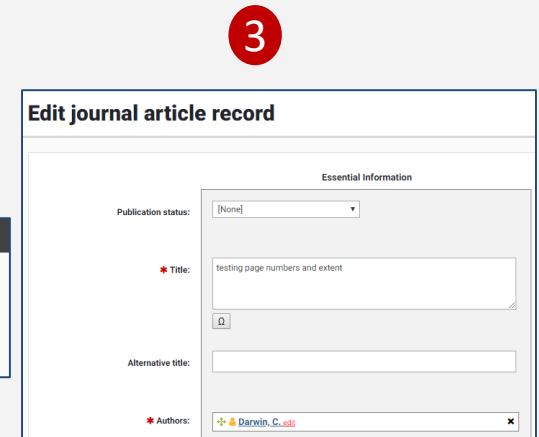 3
Edit journal article record
Essential Information
Publication status: [None]
* Title: testing page numbers and extent
Ω
Alternative title:
* Authors: Darwin, C. edit